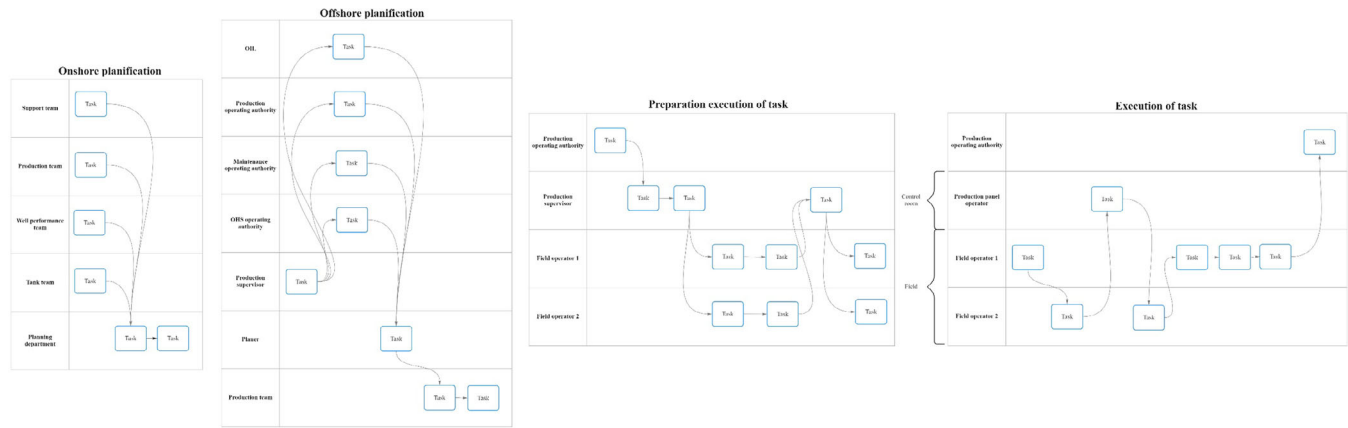 Onshore planification
Support team
Task
Production team
Task
Well performance
team
Task
Tank team
Task
Planning
department
Task
Task
Offshore planification
OIL
Task
Production
operating authority
Task
Maintenance
operating authority
Task
OHS operating
authority
Task
Production
supervisor
Task
Planer
Task
Production team
Task
Task
Preparation execution of task
Production
operating authority
Task
Production
supervisor
Task
Task
Task
Field operator 1
Task
Task
Task
Field operator 2
Task
Task
Task
Execution of task
Production
operating authority
Task
Control
room
Production panel
operator
Task
Field
Field operator 1
Task
Task
Task
Task
Field operator 2
Task
Task